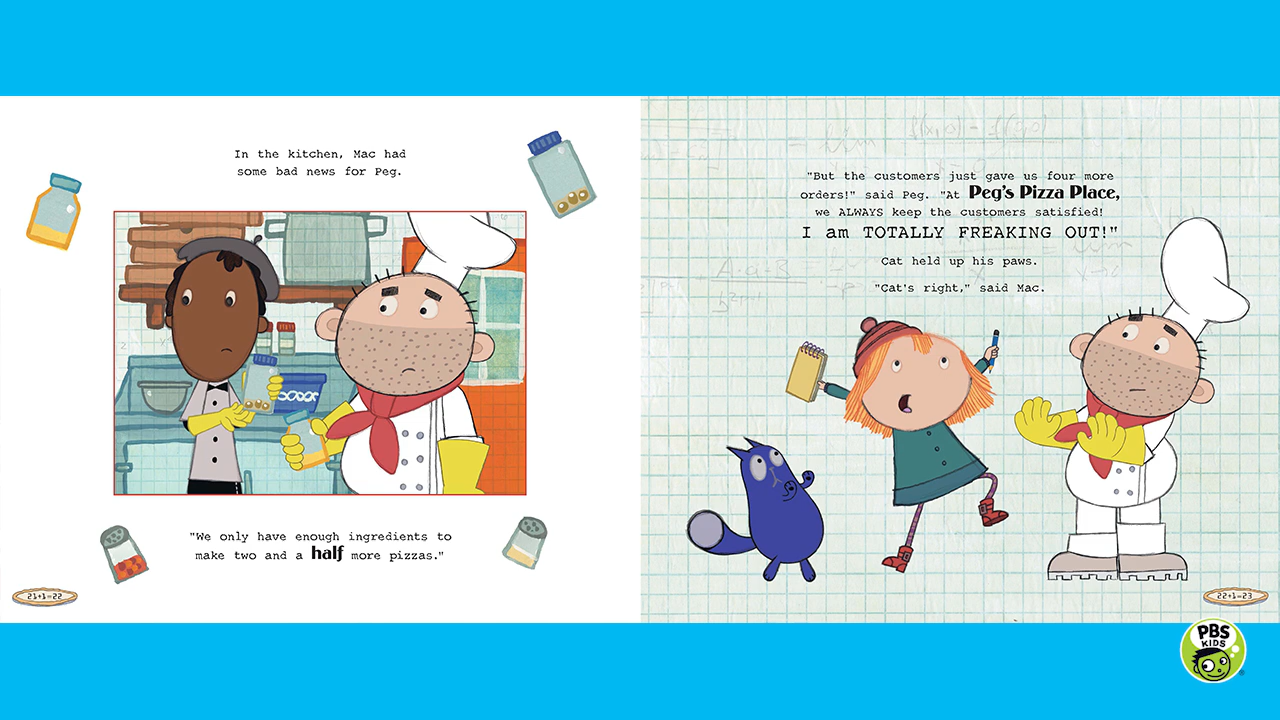 In the kitchen, Mac had
some bad news for Peg.
"We only have enough ingredients to
make two and a half more pizzas."
21+1=22
"But the customers just gave us four more
orders!" said Peg. "At Peg's Pizza Place,
we ALWAYS keep the customers satisfied!
I am TOTALLY FREAKING OUT!"
Cat held up his paws.
"Cat's right," said Mac.
22+1=23
PBS
KIDS